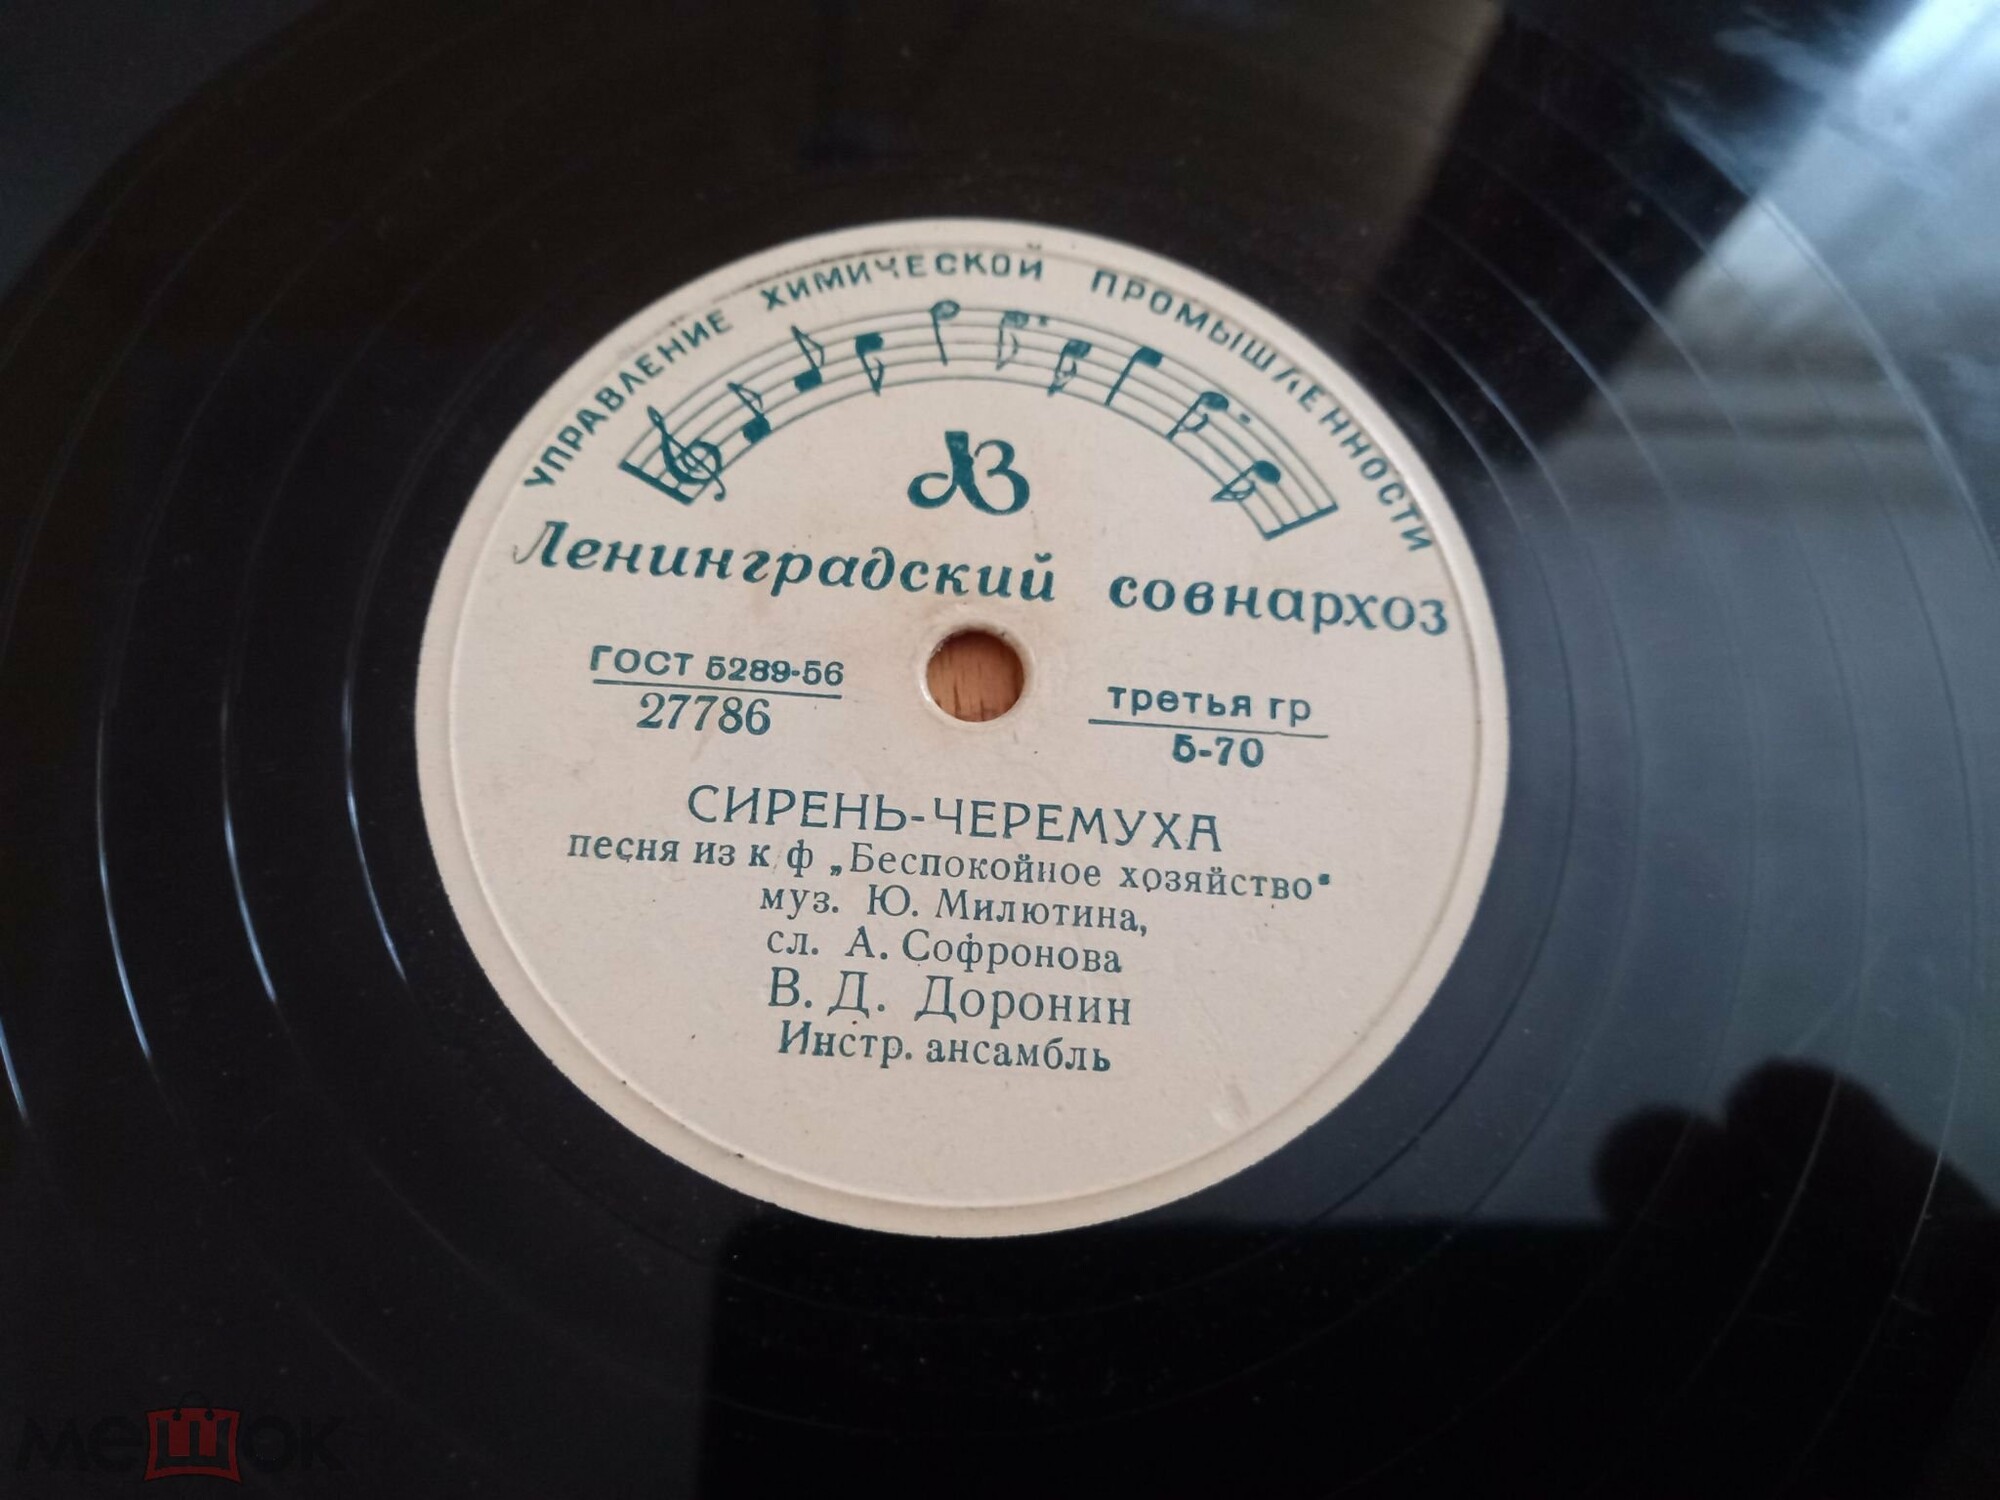 УПРАВЛЕНИЕ ХИМИЧЕСКОЙ ПРОМЫШЛЕННОСТИ
ЛВ
Ленинградский совнархоз
ГОСТ 5289-56
27786
третья гр
5-70
СИРЕНЬ-ЧЕРЕМУХА
песня из к/ф „Беспокойное хозяйство"
муз. Ю. Милютина,
сл. А. Софронова
В. Д. Доронин
Инстр. ансамбль
мешок